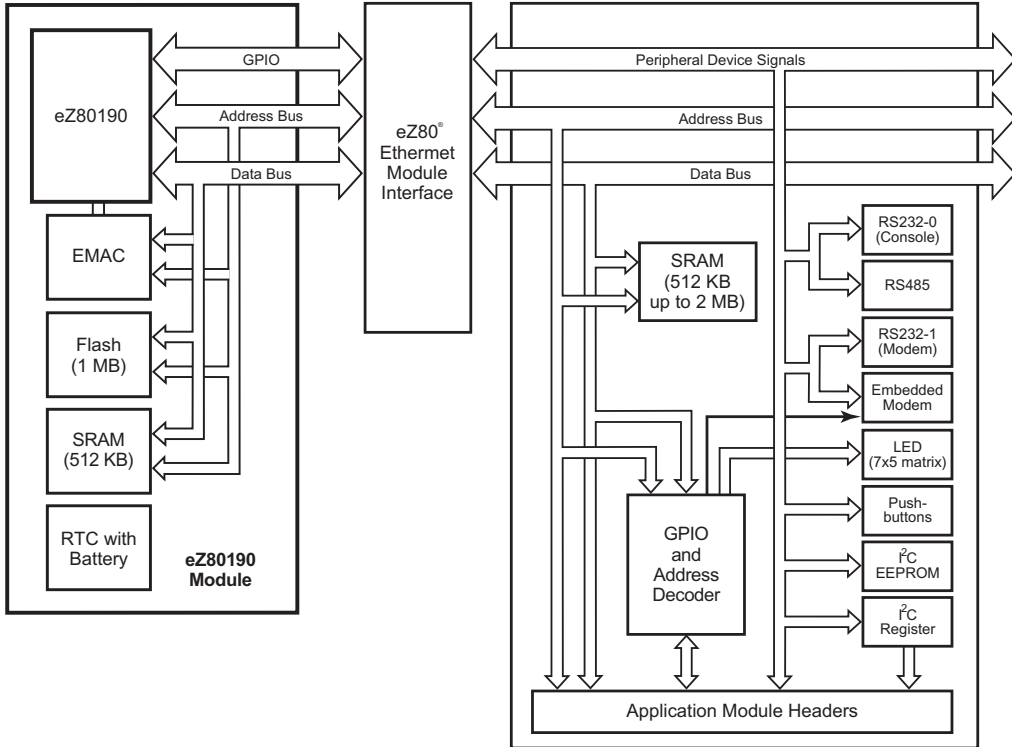 eZ80190
GPIO
Address Bus
Data Bus
EMAC
Flash
(1 MB)
SRAM
(512 KB)
RTC with
Battery
eZ80190
Module
eZ80®
Ethermet
Module
Interface
Peripheral Device Signals
Address Bus
Data Bus
SRAM
(512 KB
up to 2 MB)
GPIO
and
Address
Decoder
RS232-0
(Console)
RS485
RS232-1
(Modem)
Embedded
Modem
LED
(7x5 matrix)
Push-
buttons
I²C
EEPROM
I²C
Register
Application Module Headers